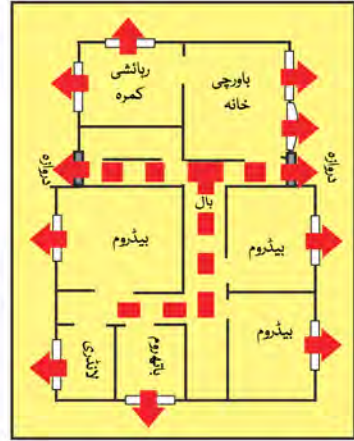 رہائشی
کمرہ
باورچی
خانہ
دروازہ
دروازہ
ہال
بیڈروم
بیڈروم
بیڈروم
لانڈری
باتھ روم